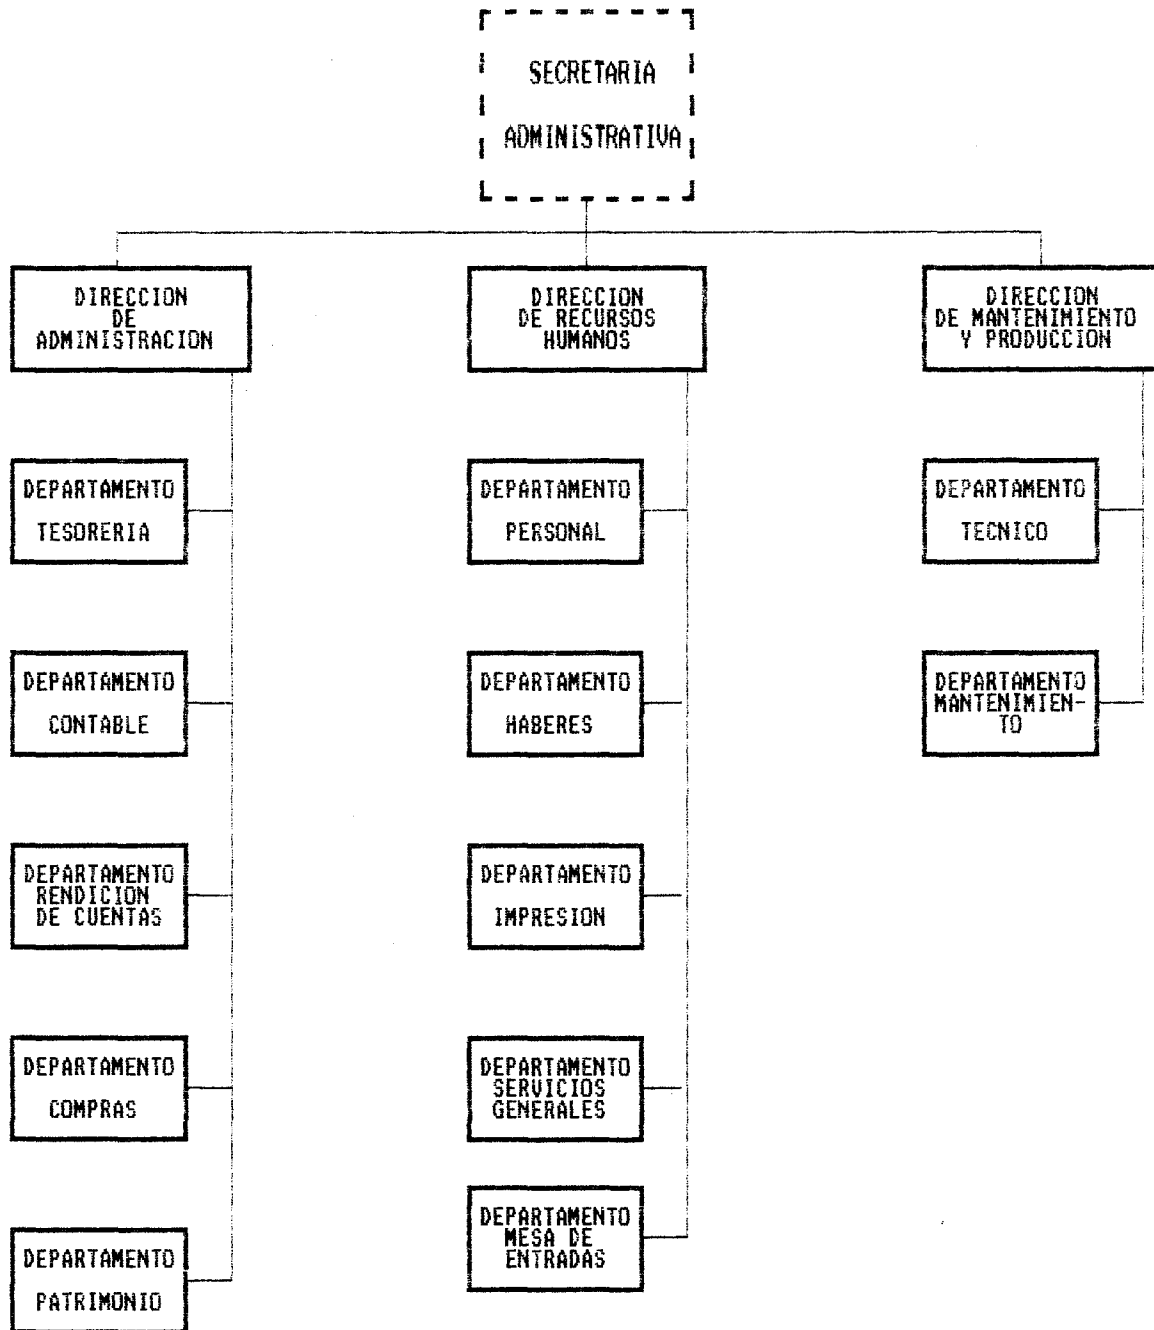 SECRETARIA
ADMINISTRATIVA
DIRECCION
DE
ADMINISTRACION
DIRECCION
DE RECURSOS
HUMANOS
DIRECCION
DE MANTENIMIENTO
Y PRODUCCION
DEPARTAMENTO
TESORERIA
DEPARTAMENTO
PERSONAL
DEPARTAMENTO
TECNICO
DEPARTAMENTO
CONTABLE
DEPARTAMENTO
HABERES
DEPARTAMENTO
MANTENIMIEN-
TO
DEPARTAMENTO
RENDICION
DE CUENTAS
DEPARTAMENTO
IMPRESION
DEPARTAMENTO
COMPRAS
DEPARTAMENTO
SERVICIOS
GENERALES
DEPARTAMENTO
PATRIMONIO
DEPARTAMENTO
MESA DE
ENTRADAS